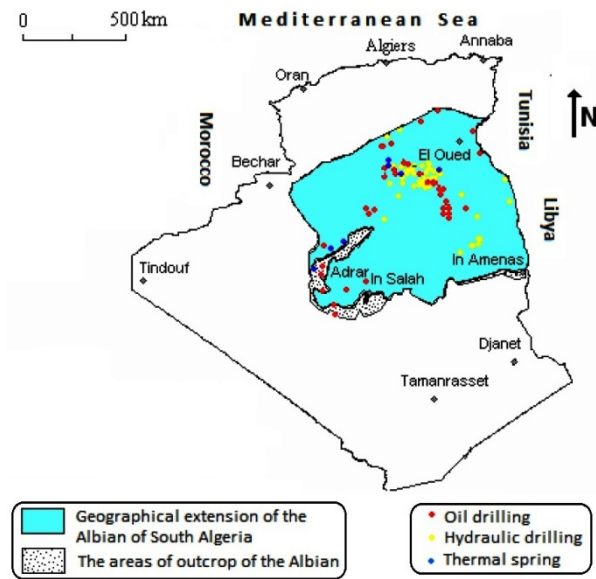 0 500 km
Mediterranean Sea
Algiers
Annaba
Oran
Tunisia
N
Morocco
El Oued
Bechar
Libya
In Amenas
Adrar
In Salah
Tindouf
Djanet
Tamanrasset
Geographical extension of the
Albian of South Algeria
The areas of outcrop of the Albian
Oil drilling
Hydraulic drilling
Thermal spring